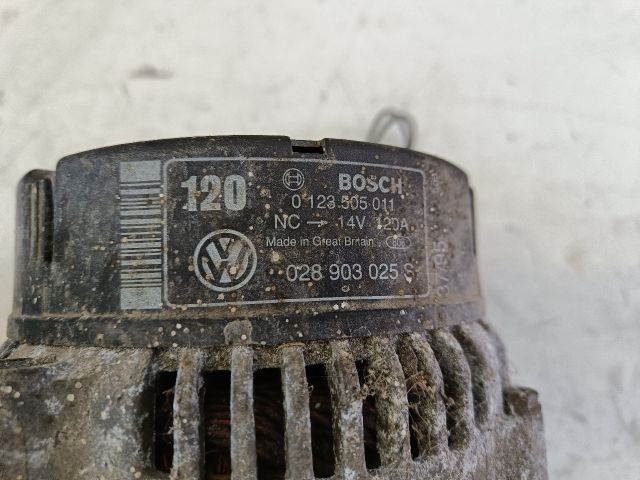 120
BOSCH
0 123 505 011
NC → 14V 120A
Made in Great Britain
028 903 025 S